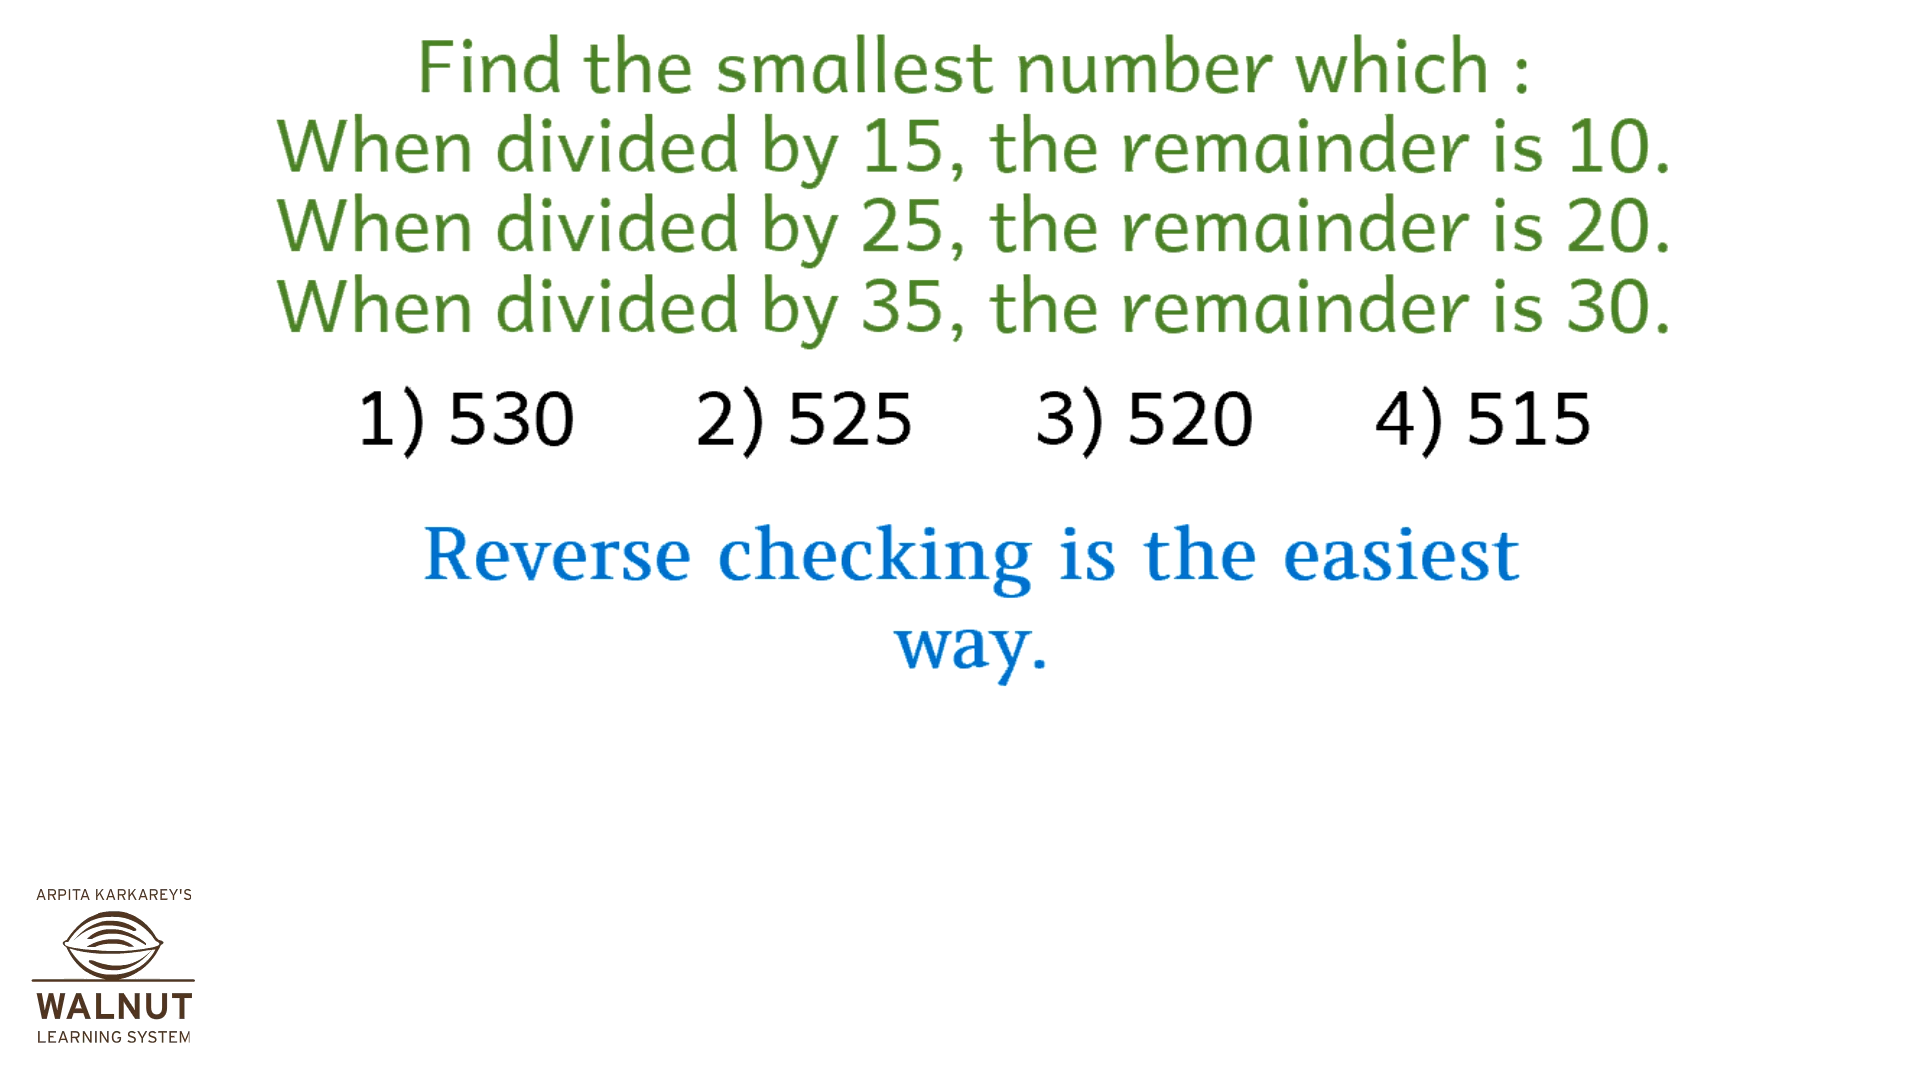 Find the smallest number which :
When divided by 15, the remainder is 10.
When divided by 25, the remainder is 20.
When divided by 35, the remainder is 30.
1) 530 2) 525 3) 520 4) 515
Reverse checking is the easiest
way.
ARPITA KARKAREY'S
WALNUT
LEARNING SYSTEM